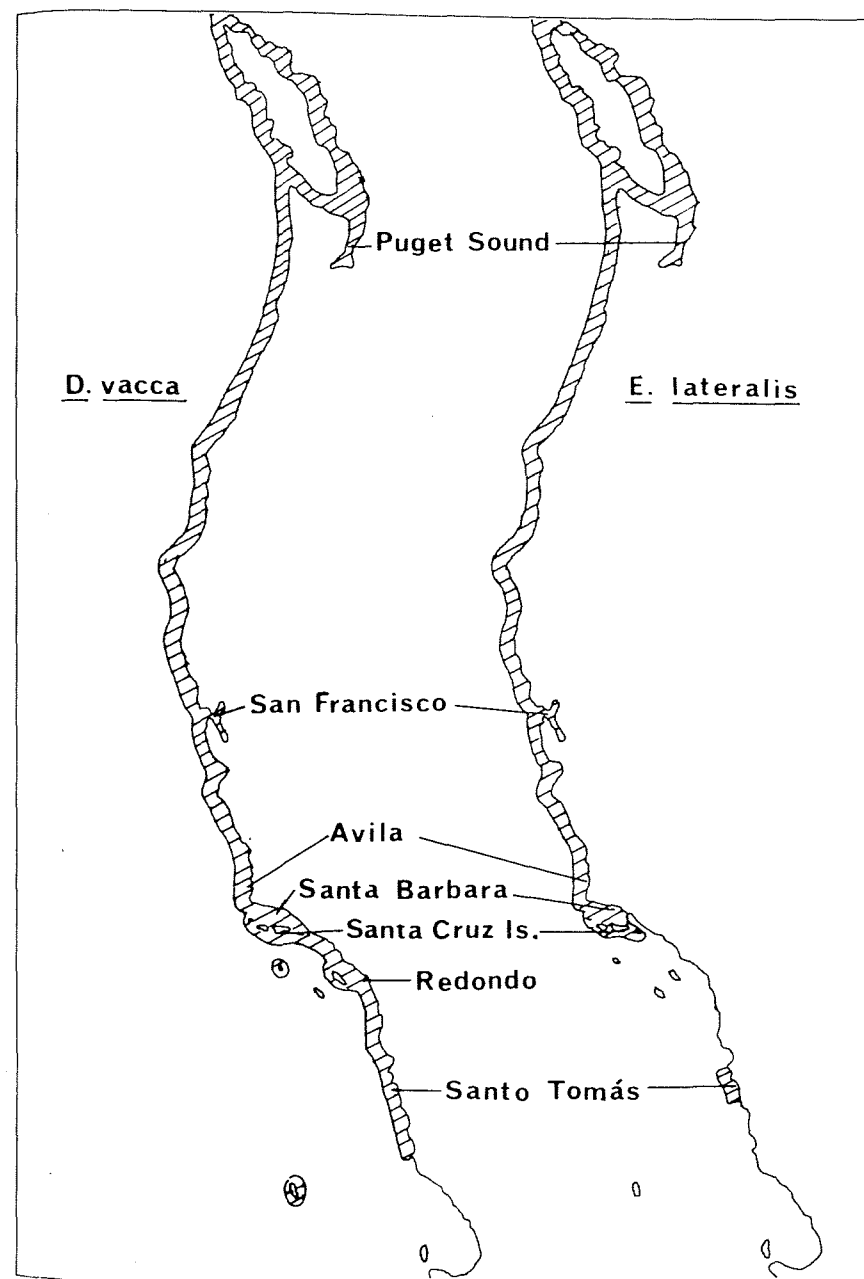 Puget Sound
D. vacca
E. lateralis
San Francisco
Avila
Santa Barbara
Santa Cruz Is.
Redondo
Santo Tomás